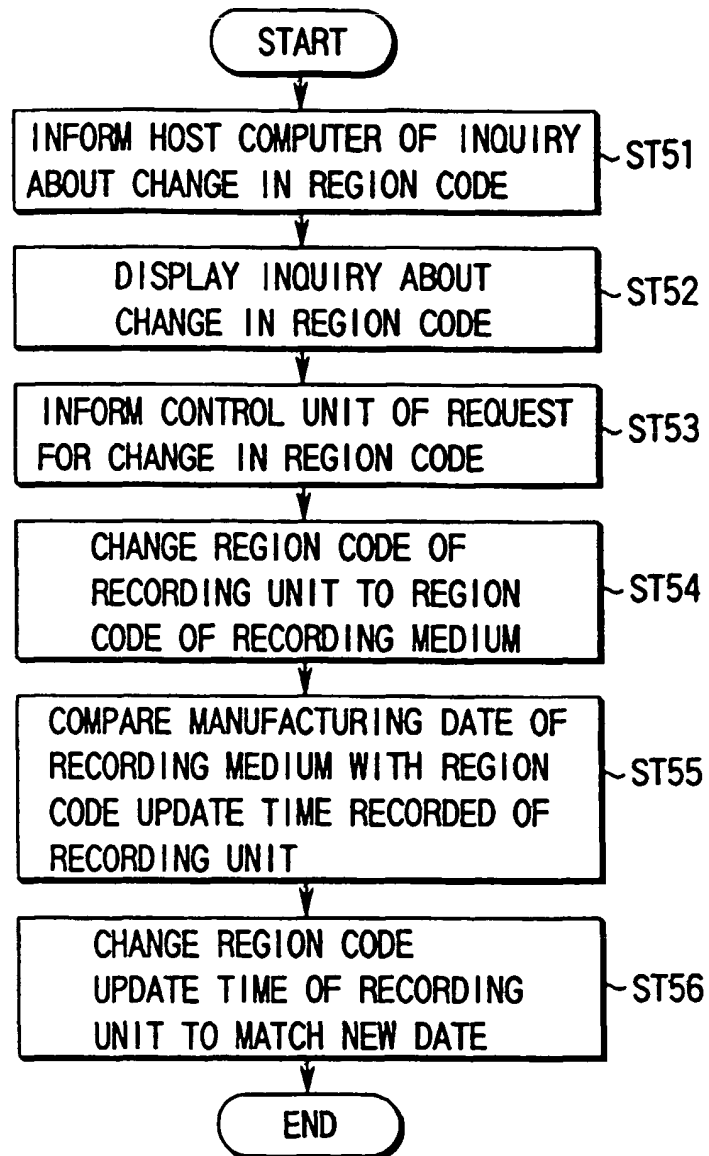 START
INFORM HOST COMPUTER OF INQUIRY
ABOUT CHANGE IN REGION CODE
ST51
DISPLAY INQUIRY ABOUT
CHANGE IN REGION CODE
ST52
INFORM CONTROL UNIT OF REQUEST
FOR CHANGE IN REGION CODE
ST53
CHANGE REGION CODE OF
RECORDING UNIT TO REGION
CODE OF RECORDING MEDIUM
ST54
COMPARE MANUFACTURING DATE OF
RECORDING MEDIUM WITH REGION
CODE UPDATE TIME RECORDED OF
RECORDING UNIT
ST55
CHANGE REGION CODE
UPDATE TIME OF RECORDING
UNIT TO MATCH NEW DATE
ST56
END